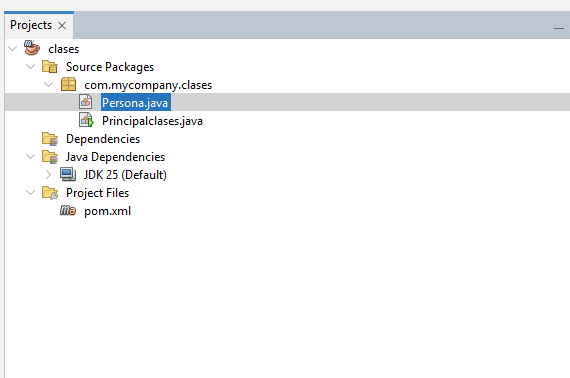 Projects
clases
Source Packages
com.mycompany.clases
Persona.java
Principalclases.java
Dependencies
Java Dependencies
JDK 25 (Default)
Project Files
pom.xml